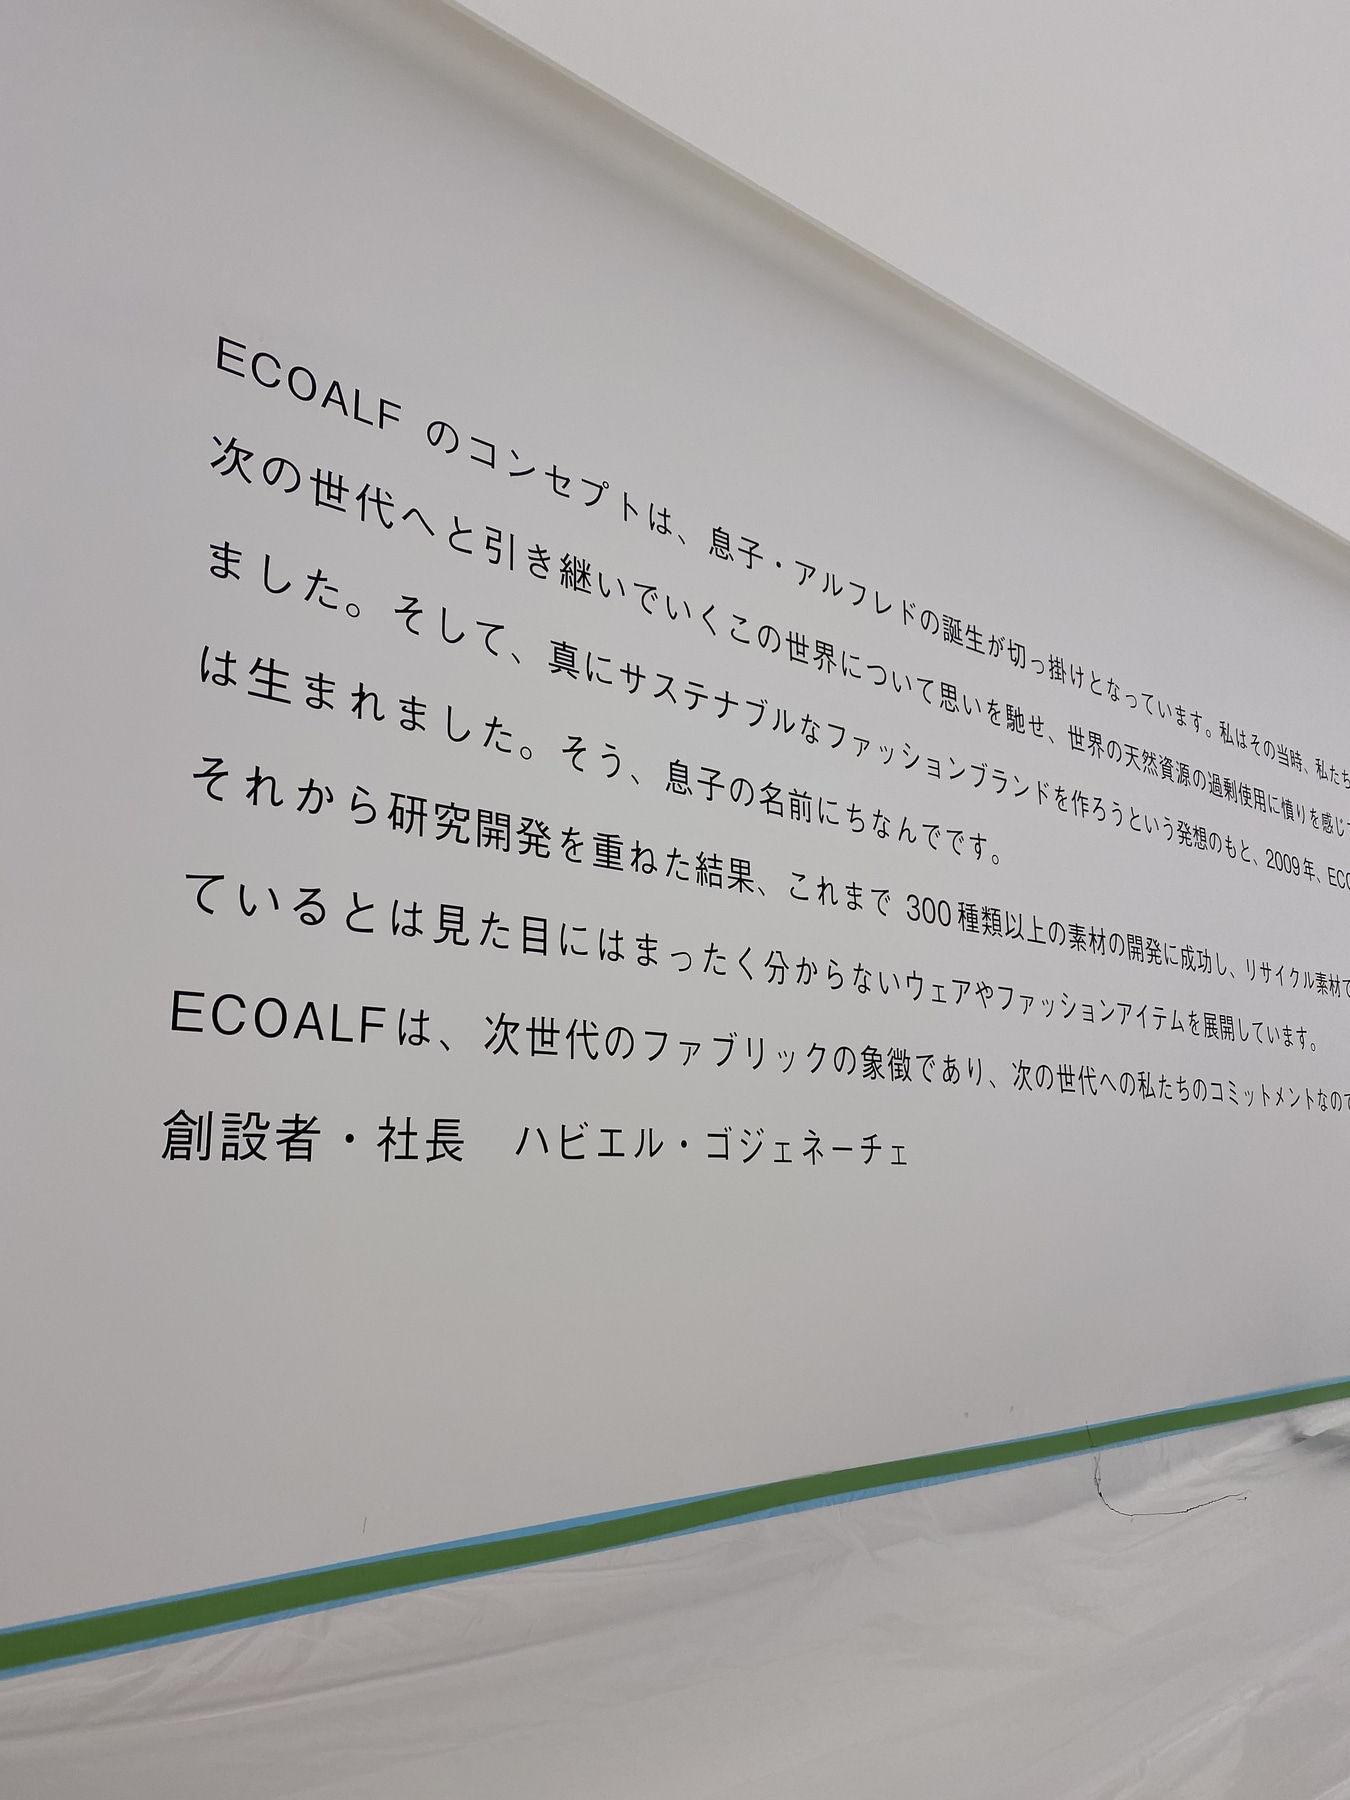 ECOALF のコンセプトは、息子・アルフレドの誕生が切っ掛けとなっています。私はその当時、私たち
次の世代へと引き継いでいくこの世界について思いを馳せ、世界の天然資源の過剰使用に憤りを感じ
ました。そして、真にサステナブルなファッションブランドを作ろうという発想のもと、2009年、ECO
は生まれました。そう、息子の名前にちなんでです。
それから研究開発を重ねた結果、これまで 300種類以上の素材の開発に成功し、リサイクル素材で
ているとは見た目にはまったく分からないウェアやファッションアイテムを展開しています。
ECOALFは、次世代のファブリックの象徴であり、次の世代への私たちのコミットメントなので
創設者・社長　ハビエル・ゴジェネーチェ